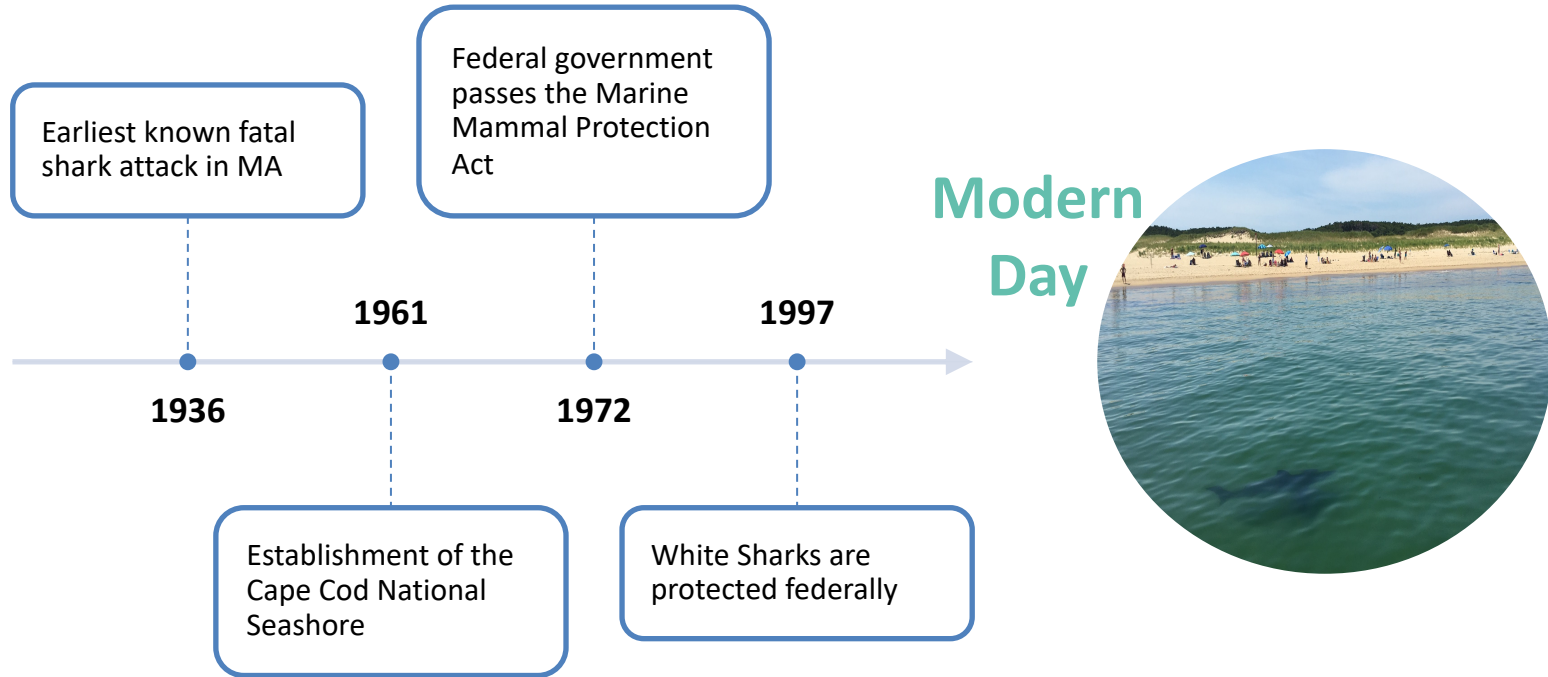 Earliest known fatal
shark attack in MA
1936
1961
Establishment of the
Cape Cod National
Seashore
Federal government
passes the Marine
Mammal Protection
Act
1972
1997
White Sharks are
protected federally
Modern
Day